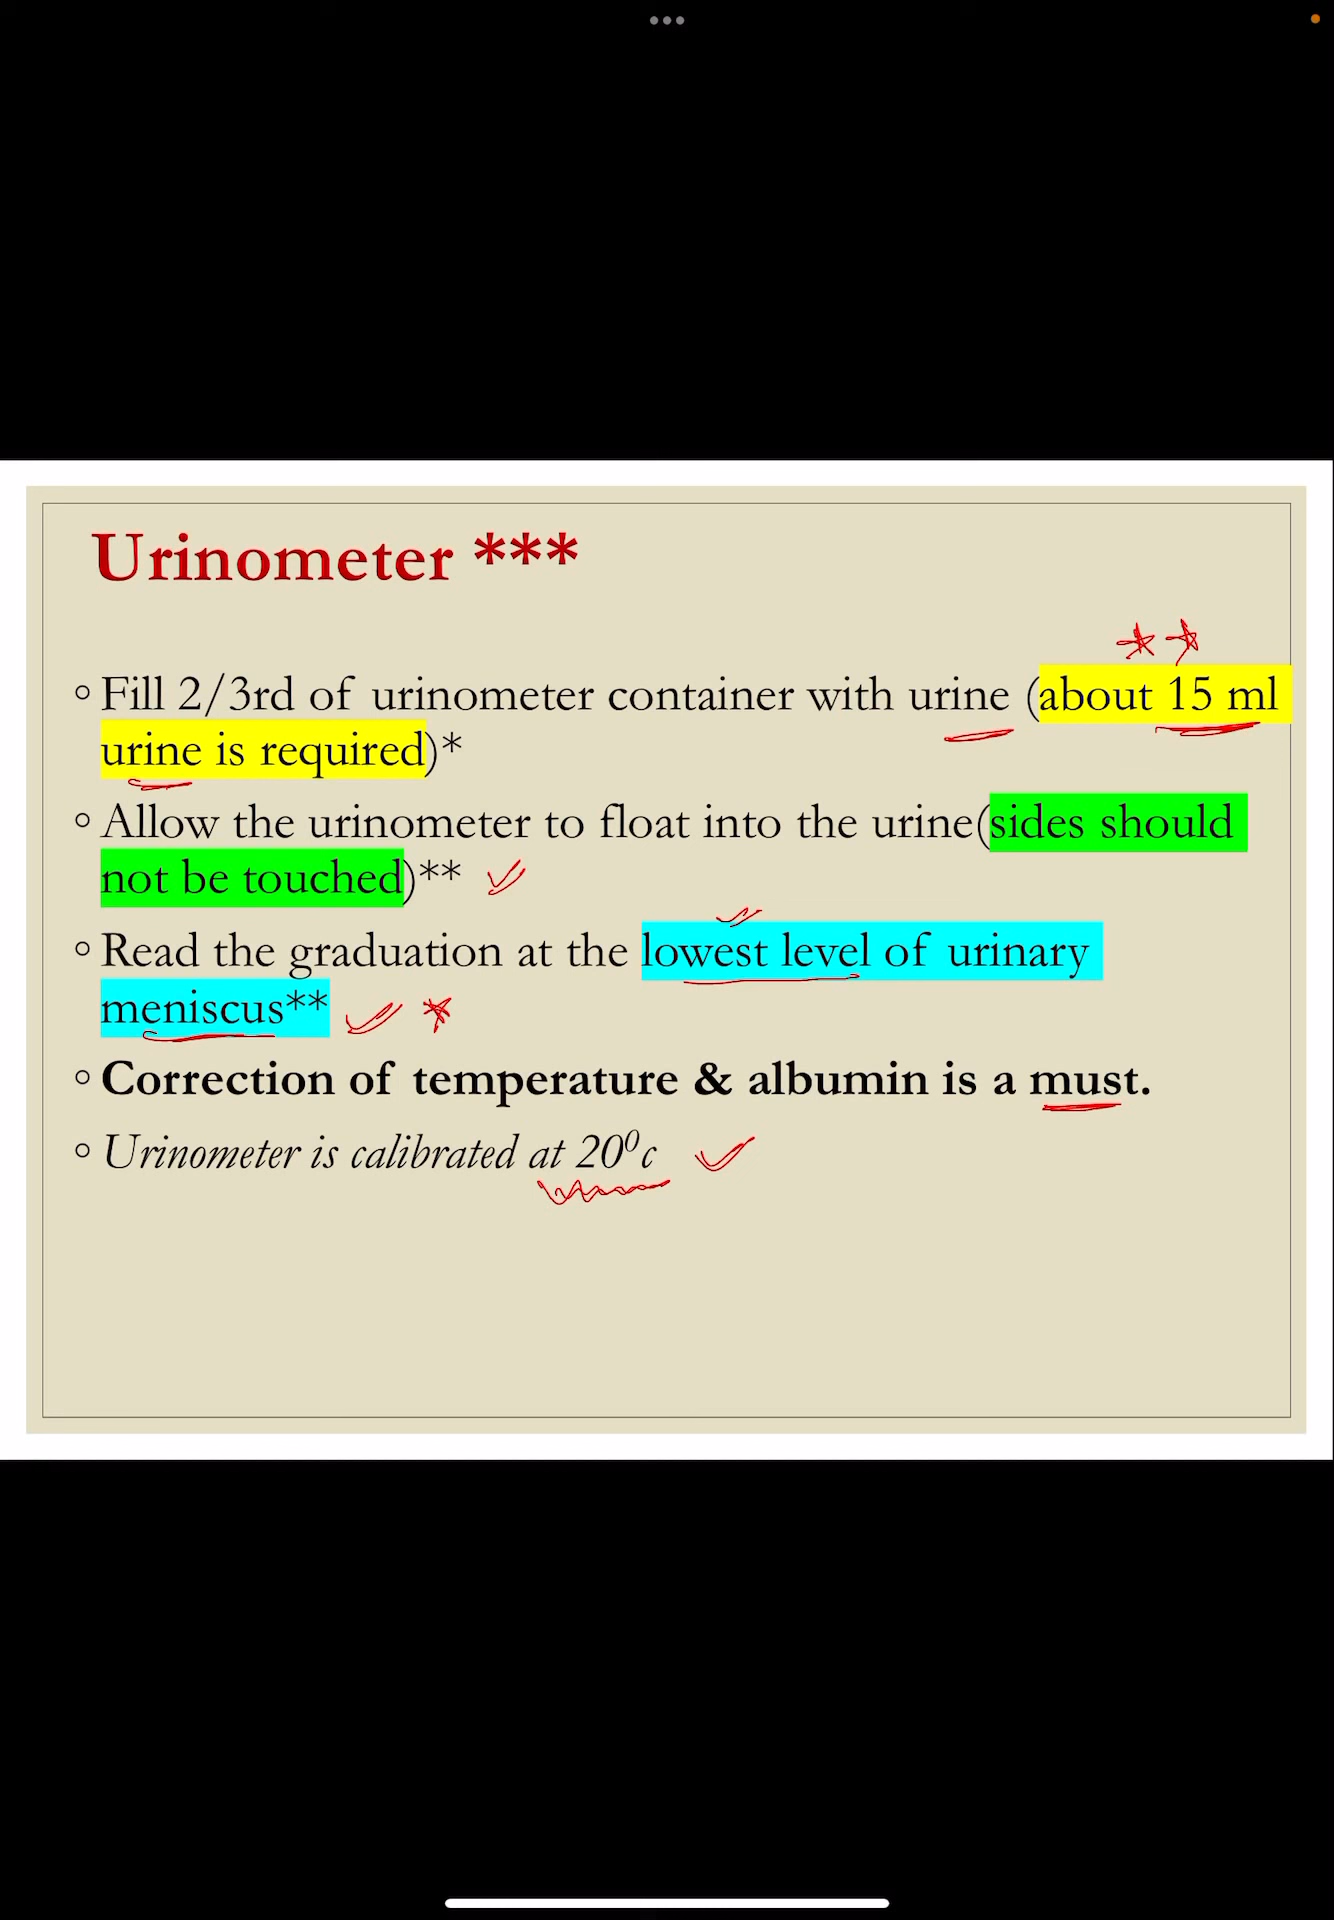 Urinometer ***
Fill 2/3rd of urinometer container with urine (about 15 ml
urine is required)*
Allow the urinometer to float into the urine(sides should
not be touched)**
Read the graduation at the lowest level of urinary
meniscus**
Correction of temperature & albumin is a must.
Urinometer is calibrated at 20⁰c